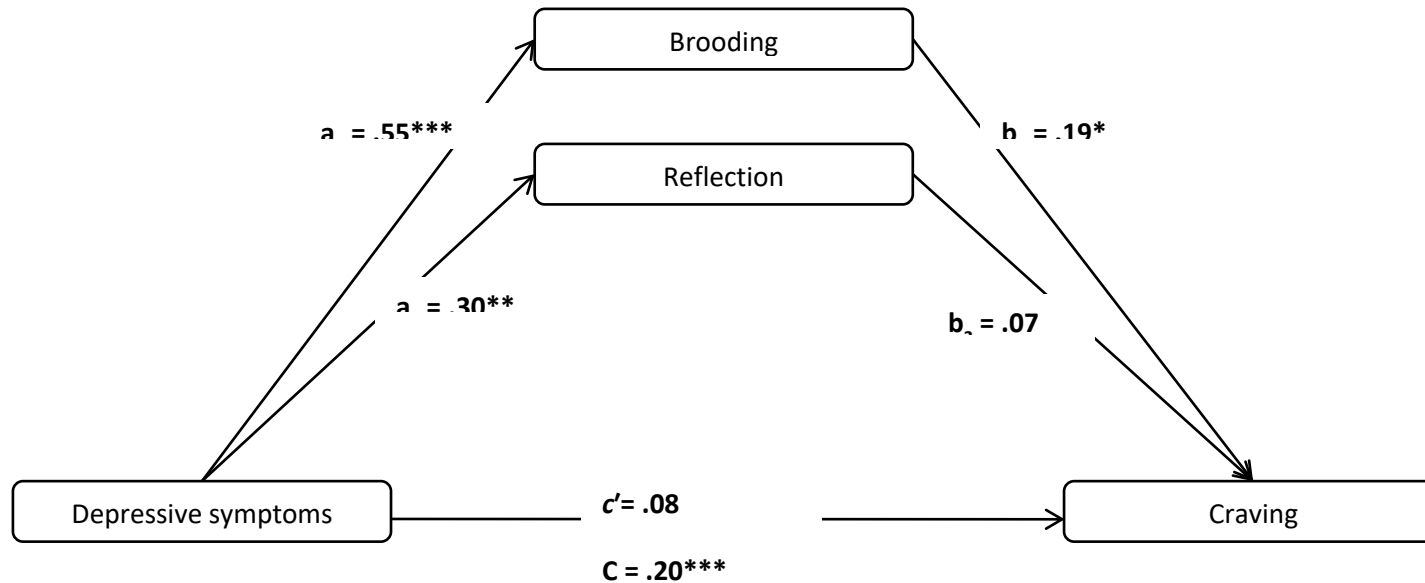 Brooding
a = .55***
b = .19*
Reflection
a = .30**
b = .07
Depressive symptoms
c′= .08
Craving
C = .20***